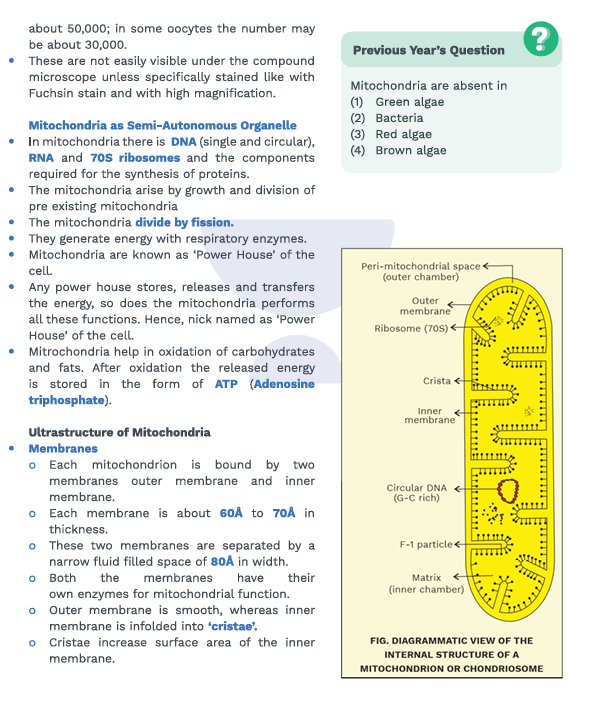 about 50,000; in some oocytes the number may
be about 30,000.
• These are not easily visible under the compound
microscope unless specifically stained like with
Fuchsin stain and with high magnification.
Mitochondria as Semi-Autonomous Organelle
• In mitochondria there is DNA (single and circular),
RNA and 70S ribosomes and the components
required for the synthesis of proteins.
• The mitochondria arise by growth and division of
pre existing mitochondria
• The mitochondria divide by fission.
• They generate energy with respiratory enzymes.
• Mitochondria are known as ‘Power House’ of the
cell.
• Any power house stores, releases and transfers
the energy, so does the mitochondria performs
all these functions. Hence, nick named as ‘Power
House’ of the cell.
• Mitrochondria help in oxidation of carbohydrates
and fats. After oxidation the released energy
is stored in the form of ATP (Adenosine
triphosphate).
Ultrastructure of Mitochondria
• Membranes
o Each mitochondrion is bound by two
membranes outer membrane and inner
membrane.
o Each membrane is about 60Å to 70Å in
thickness.
o These two membranes are separated by a
narrow fluid filled space of 80Å in width.
o Both the membranes have their
own enzymes for mitochondrial function.
o Outer membrane is smooth, whereas inner
membrane is infolded into ‘cristae’.
o Cristae increase surface area of the inner
membrane.
Previous Year’s Question
?
Mitochondria are absent in
(1) Green algae
(2) Bacteria
(3) Red algae
(4) Brown algae
Peri-mitochondrial space
(outer chamber)
Outer
membrane
Ribosome (70S)
Crista
Inner
membrane
Circular DNA
(G-C rich)
F-1 particle
Matrix
(inner chamber)
FIG. DIAGRAMMATIC VIEW OF THE
INTERNAL STRUCTURE OF A
MITOCHONDRION OR CHONDRIOSOME